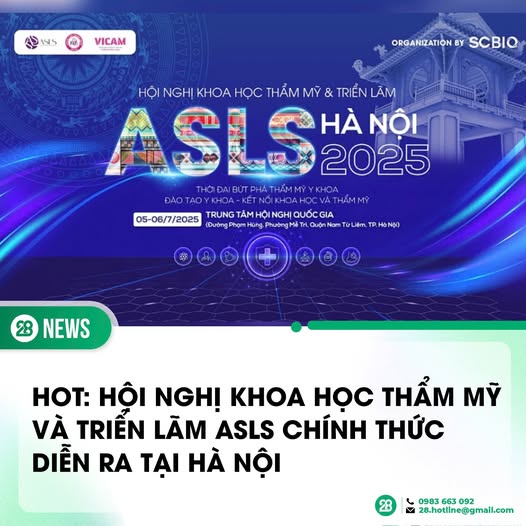 ASLS
VICAM
ORGANIZATION BY SCBIO
HỘI NGHỊ KHOA HỌC THẨM MỸ & TRIỂN LÃM
ASLS HÀ NỘI
2025
THỜI ĐẠI BỨT PHÁ THẨM MỸ Y KHOA
ĐÀO TẠO Y KHOA - KẾT NỐI KHOA HỌC VÀ THẨM MỸ
05-06/7/2025
TRUNG TÂM HỘI NGHỊ QUỐC GIA
(Đường Phạm Hùng, Phường Mễ Trì, Quận Nam Từ Liêm, TP. Hà Nội)
28 NEWS
HOT: HỘI NGHỊ KHOA HỌC THẨM MỸ
VÀ TRIỂN LÃM ASLS CHÍNH THỨC
DIỄN RA TẠI HÀ NỘI
28
0983 663 092
28.hotline@gmail.com